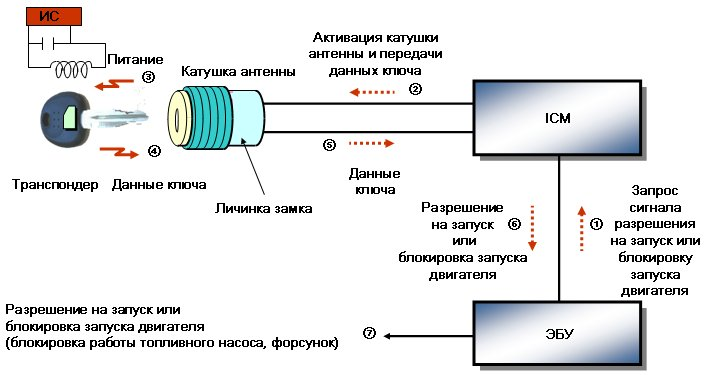 ИС
Питание
③
Катушка антенны
Активация катушки
антенны и передачи
данных ключа
②
ICM
④
⑤
Транспондер
Данные ключа
Личинка замка
Данные
ключа
Разрешение
на запуск
или
блокировка запуска
двигателя
⑥
①
Запрос
сигнала
разрешения
на запуск или
блокировку
запуска
двигателя
Разрешение на запуск или
блокировка запуска двигателя
(блокировка работы топливного насоса, форсунок)
⑦
ЭБУ